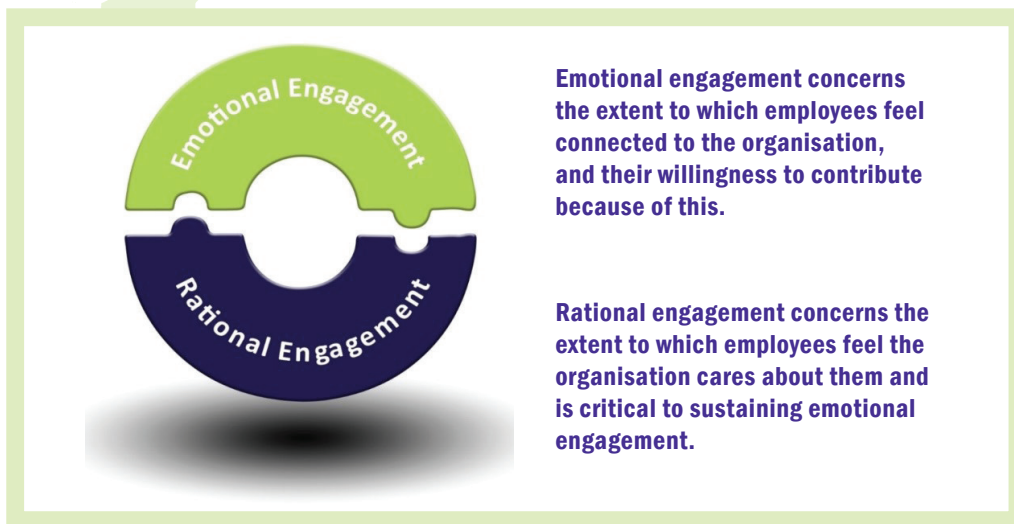 Emotional Engagement
Rational Engagement
Emotional engagement concerns
the extent to which employees feel
connected to the organisation,
and their willingness to contribute
because of this.
Rational engagement concerns the
extent to which employees feel the
organisation cares about them and
is critical to sustaining emotional
engagement.